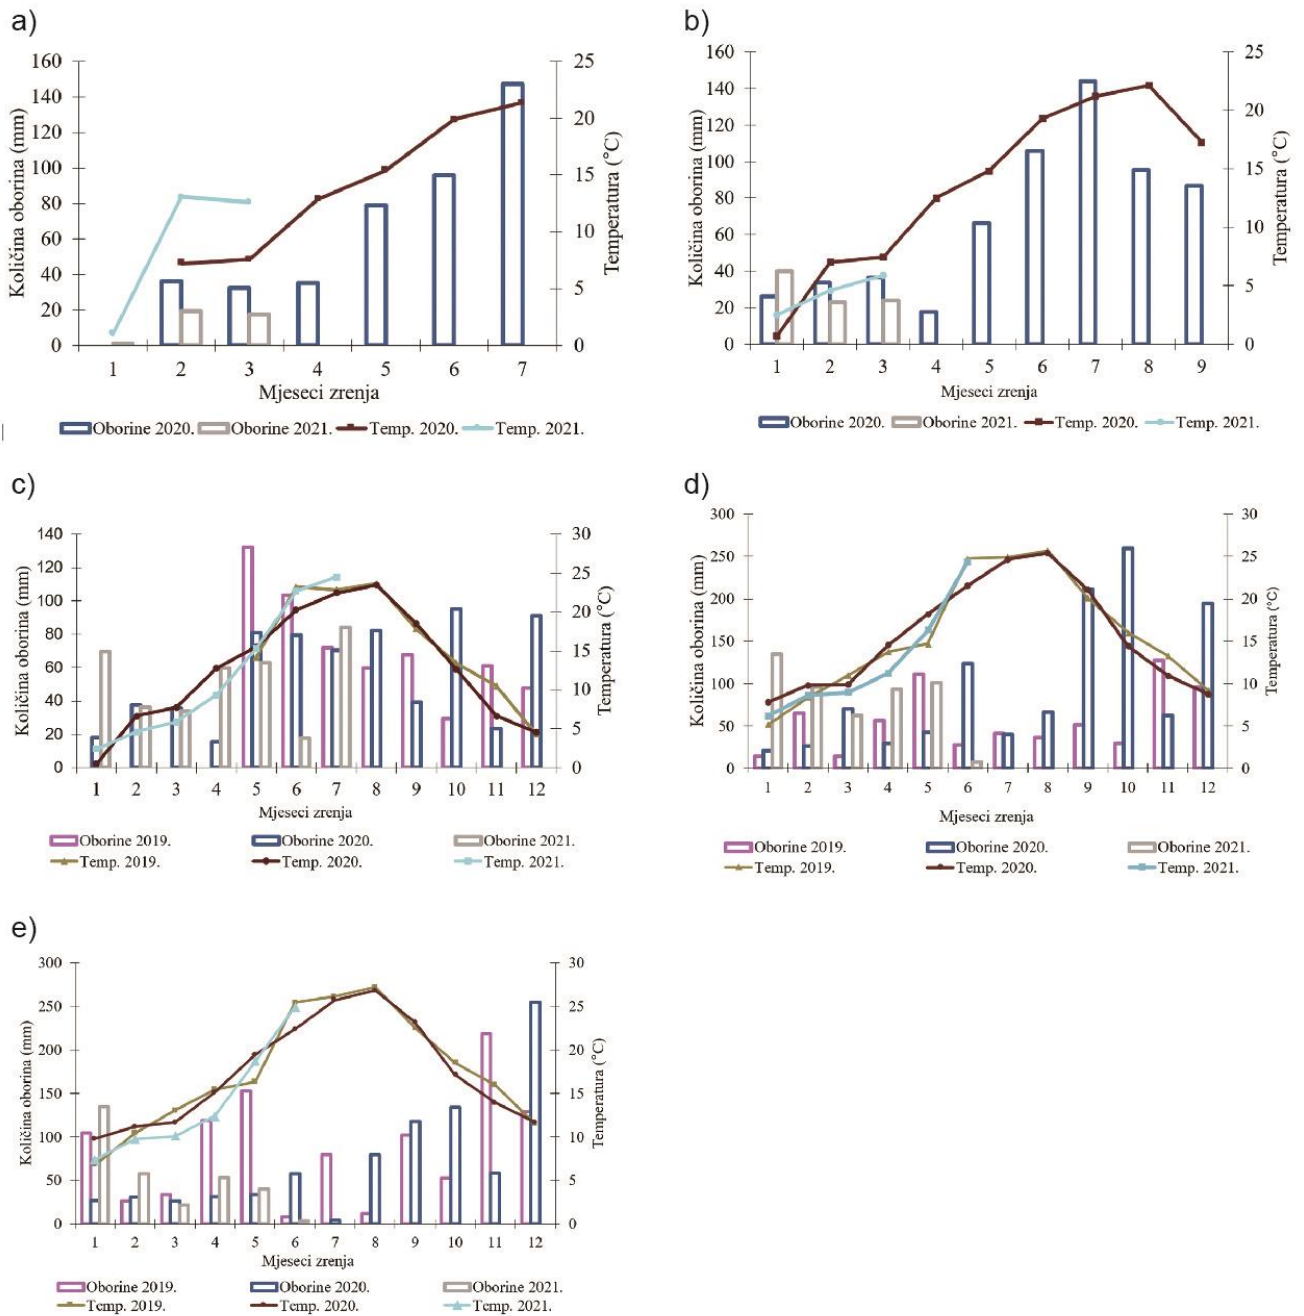 a)
Količina oborina (mm)
160
140
120
100
80
60
40
20
0
25
20
15
10
5
0
Temperatura (°C)
1 2 3 4 5 6 7
Mjeseci zrenja
Oborine 2020. Oborine 2021. Temp. 2020. Temp. 2021.
b)
Količina oborina (mm)
160
140
120
100
80
60
40
20
0
25
20
15
10
5
0
Temperatura (°C)
1 2 3 4 5 6 7 8 9
Mjeseci zrenja
Oborine 2020. Oborine 2021. Temp. 2020. Temp. 2021.
c)
Količina oborina (mm)
140
120
100
80
60
40
20
0
30
25
20
15
10
5
0
Temperatura (°C)
1 2 3 4 5 6 7 8 9 10 11 12
Mjeseci zrenja
Oborine 2019. Oborine 2020. Oborine 2021.
Temp. 2019. Temp. 2020. Temp. 2021.
d)
Količina oborina (mm)
300
250
200
150
100
50
0
30
25
20
15
10
5
0
Temperatura (°C)
1 2 3 4 5 6 7 8 9 10 11 12
Mjeseci zrenja
Oborine 2019. Oborine 2020. Oborine 2021.
Temp. 2019. Temp. 2020. Temp. 2021.
e)
Količina oborina (mm)
300
250
200
150
100
50
0
30
25
20
15
10
5
0
Temperatura (°C)
1 2 3 4 5 6 7 8 9 10 11 12
Mjeseci zrenja
Oborine 2019. Oborine 2020. Oborine 2021.
Temp. 2019. Temp. 2020. Temp. 2021.